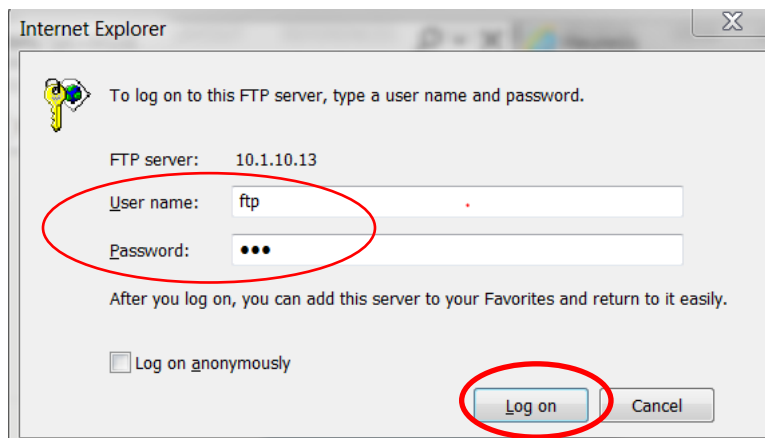 Internet Explorer
To log on to this FTP server, type a user name and password.
FTP server: 10.1.10.13
User name: ftp
Password: •••
After you log on, you can add this server to your Favorites and return to it easily.
Log on anonymously
Log on Cancel